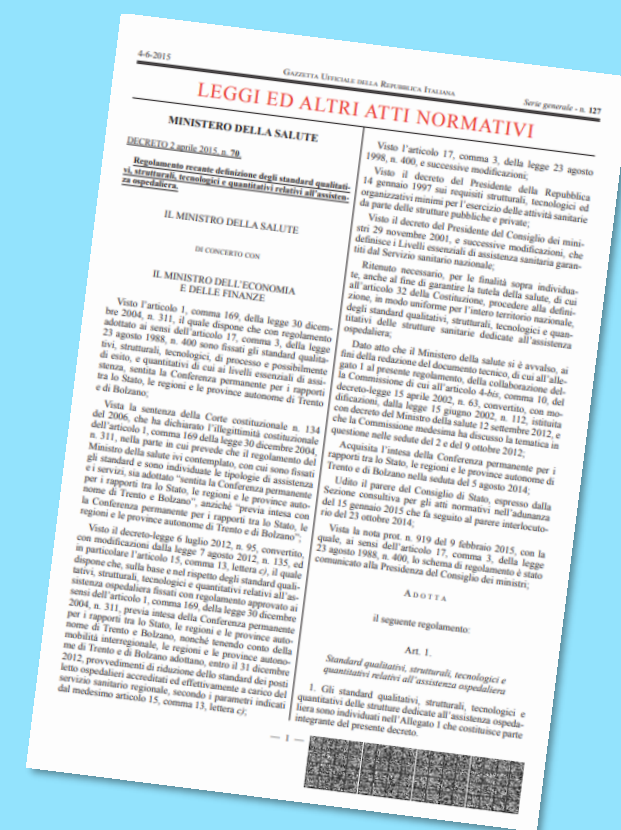 4-6-2015
GAZZETTA UFFICIALE DELLA REPUBBLICA ITALIANA
Serie generale - n. 127
LEGGI ED ALTRI ATTI NORMATIVI
MINISTERO DELLA SALUTE
DECRETO 2 aprile 2015, n. 70.
Regolamento recante definizione degli standard qualitati-
vi, strutturali, tecnologici e quantitativi relativi all'assisten-
za ospedaliera.
IL MINISTRO DELLA SALUTE
DI CONCERTO CON
IL MINISTRO DELL'ECONOMIA
E DELLE FINANZE
Visto l'articolo 1, comma 169, della legge 30 dicem-
bre 2004, n. 311, il quale dispone che con regolamento
adottato ai sensi dell'articolo 17, comma 3, della legge
23 agosto 1988, n. 400 sono fissati gli standard qualita-
tivi, strutturali, tecnologici, di processo e possibilmente
di esito, e quantitativi di cui ai livelli essenziali di assi-
stenza, sentita la Conferenza permanente per i rapporti
tra lo Stato, le regioni e le province autonome di Trento
e di Bolzano;
Vista la sentenza della Corte costituzionale n. 134
del 2006, che ha dichiarato l'illegittimità costituzionale
dell'articolo 1, comma 169 della legge 30 dicembre 2004,
n. 311, nella parte in cui prevede che il regolamento del
Ministro della salute ivi contemplato, con cui sono fissati
gli standard e sono individuate le tipologie di assistenza
e i servizi, sia adottato "sentita la Conferenza permanente
per i rapporti tra lo Stato, le regioni e le province auto-
nome di Trento e Bolzano", anziché "previa intesa con
la Conferenza permanente per i rapporti tra lo Stato, le
regioni e le province autonome di Trento e di Bolzano";
Visto il decreto-legge 6 luglio 2012, n. 95, convertito,
con modificazioni dalla legge 7 agosto 2012, n. 135, ed
in particolare l'articolo 15, comma 13, lettera c), il quale
dispone che, sulla base e nel rispetto degli standard quali-
tativi, strutturali, tecnologici e quantitativi relativi all'as-
sistenza ospedaliera fissati con regolamento approvato ai
sensi dell'articolo 1, comma 169, della legge 30 dicembre
2004, n. 311, previa intesa della Conferenza permanente
per i rapporti tra lo Stato, le regioni e le province auto-
nome di Trento e Bolzano, nonché tenendo conto della
mobilità interregionale, le regioni e le province autono-
me di Trento e di Bolzano adottano, entro il 31 dicembre
2012, provvedimenti di riduzione dello standard dei posti
letto ospedalieri accreditati ed effettivamente a carico del
servizio sanitario regionale, secondo i parametri indicati
dal medesimo articolo 15, comma 13, lettera c);
Visto l'articolo 17, comma 3, della legge 23 agosto
1998, n. 400, e successive modificazioni;
Visto il decreto del Presidente della Repubblica
14 gennaio 1997 sui requisiti strutturali, tecnologici ed
organizzativi minimi per l'esercizio delle attività sanitarie
da parte delle strutture pubbliche e private;
Visto il decreto del Presidente del Consiglio dei mini-
stri 29 novembre 2001, e successive modificazioni, che
definisce i Livelli essenziali di assistenza sanitaria garan-
titi dal Servizio sanitario nazionale;
Ritenuto necessario, per le finalità sopra individua-
te, anche al fine di garantire la tutela della salute, di cui
all'articolo 32 della Costituzione, procedere alla defini-
zione, in modo uniforme per l'intero territorio nazionale,
degli standard qualitativi, strutturali, tecnologici e quan-
titativi delle strutture sanitarie dedicate all'assistenza
ospedaliera;
Dato atto che il Ministero della salute si è avvalso, ai
fini della redazione del documento tecnico, di cui all'alle-
gato 1 al presente regolamento, della collaborazione del-
la Commissione di cui all'articolo 4-bis, comma 10, del
decreto-legge 15 aprile 2002, n. 63, convertito, con mo-
dificazioni, dalla legge 15 giugno 2002, n. 112, istituita
con decreto del Ministro della salute 12 settembre 2012, e
che la Commissione medesima ha discusso la tematica in
questione nelle sedute del 2 e del 9 ottobre 2012;
Acquisita l'intesa della Conferenza permanente per i
rapporti tra lo Stato, le regioni e le province autonome di
Trento e di Bolzano nella seduta del 5 agosto 2014;
Udito il parere del Consiglio di Stato, espresso dalla
Sezione consultiva per gli atti normativi nell'adunanza
del 15 gennaio 2015 che fa seguito al parere interlocuto-
rio del 23 ottobre 2014;
Vista la nota prot. n. 919 del 9 febbraio 2015, con la
quale, ai sensi dell'articolo 17, comma 3, della legge
23 agosto 1988, n. 400, lo schema di regolamento è stato
comunicato alla Presidenza del Consiglio dei ministri;
ADOTTA
il seguente regolamento:
Art. 1.
Standard qualitativi, strutturali, tecnologici e
quantitativi relativi all'assistenza ospedaliera
1. Gli standard qualitativi, strutturali, tecnologici e
quantitativi delle strutture dedicate all'assistenza ospeda-
liera sono individuati nell'Allegato 1 che costituisce parte
integrante del presente decreto.
— 1 —